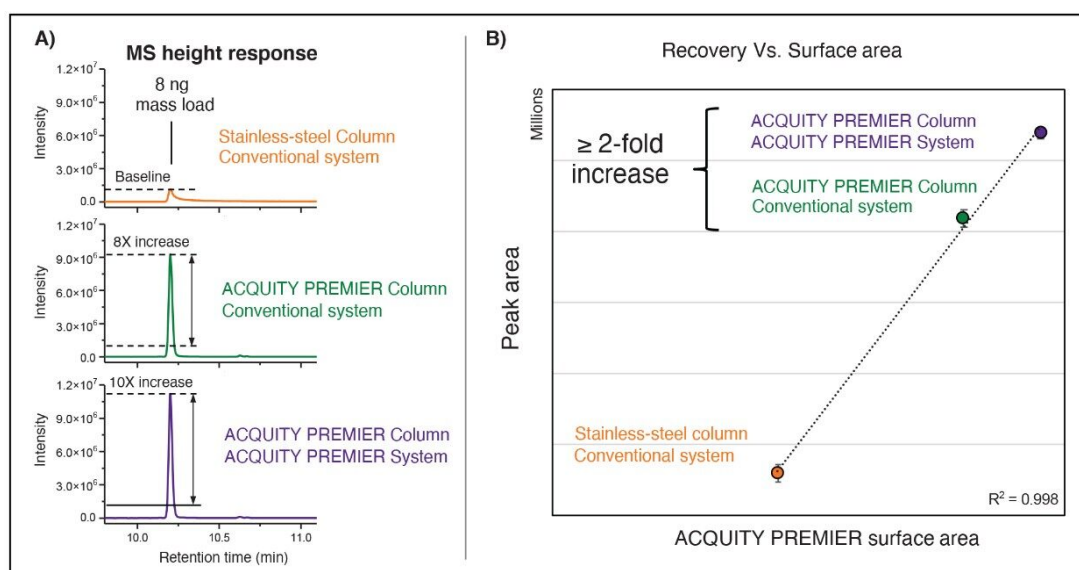 A)
MS height response
8 ng
mass load
Intensity
1.2×10⁷
9.0×10⁶
6.0×10⁶
3.0×10⁶
0.0
Baseline
Stainless-steel Column
Conventional system
Intensity
9.0×10⁶
6.0×10⁶
3.0×10⁶
0.0
8X increase
ACQUITY PREMIER Column
Conventional system
Intensity
1.2×10⁷
9.0×10⁶
6.0×10⁶
3.0×10⁶
0.0
10X increase
ACQUITY PREMIER Column
ACQUITY PREMIER System
10.0 10.5 11.0
Retention time (min)
B)
Recovery Vs. Surface area
Millions
Peak area
≥ 2-fold
increase
ACQUITY PREMIER Column
ACQUITY PREMIER System
ACQUITY PREMIER Column
Conventional system
Stainless-steel column
Conventional system
R² = 0.998
ACQUITY PREMIER surface area